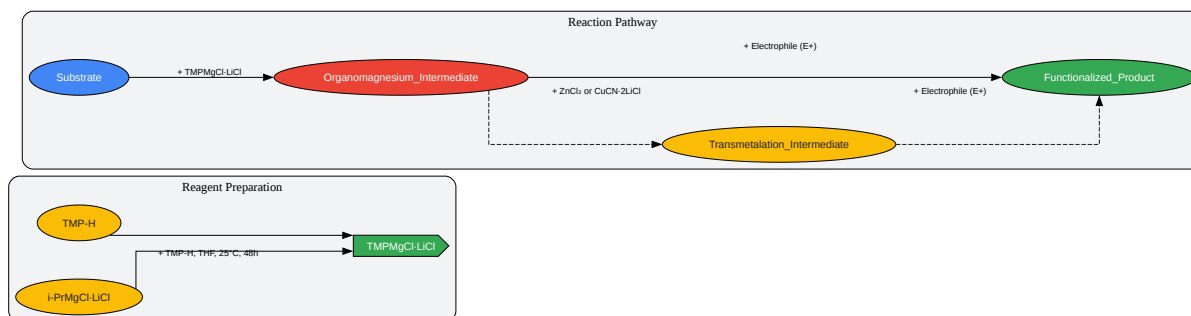 Reaction Pathway
+ Electrophile (E+)
Substrate
+ TMPMgCl·LiCl
Organomagnesium_Intermediate
Functionalized_Product
+ ZnCl₂ or CuCN·2LiCl
+ Electrophile (E+)
Transmetalation_Intermediate
Reagent Preparation
TMP-H
TMPMgCl·LiCl
+ TMP-H, THF, 25°C, 48h
i-PrMgCl·LiCl